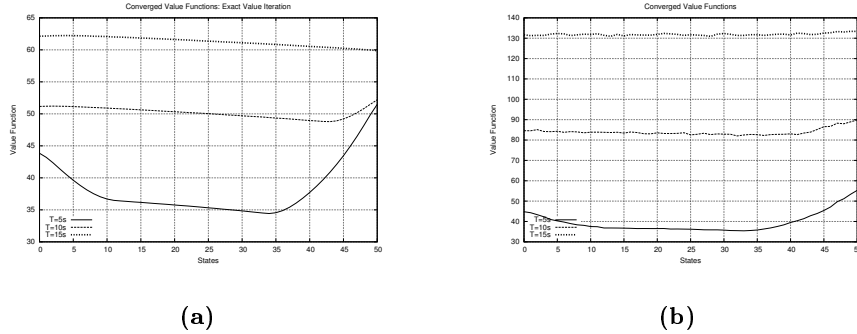 Converged Value Functions: Exact Value Iteration
65
60
55
50
45
40
35
30
Value Function
T=5s
T=10s
T=15s
0 5 10 15 20 25 30 35 40 45 50
States
(a)
Converged Value Functions
140
130
120
110
100
90
80
70
60
50
40
30
Value Function
T=5s
T=10s
T=15s
0 5 10 15 20 25 30 35 40 45 50
States
(b)